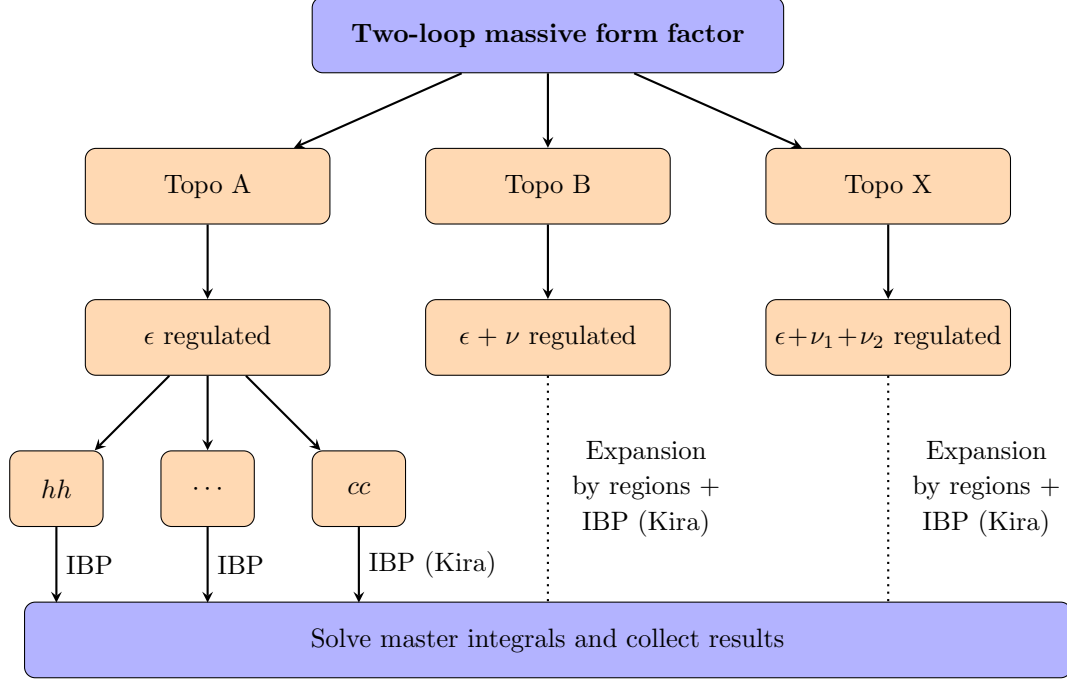 Two-loop massive form factor
Topo A
Topo B
Topo X
ϵ regulated
ϵ + ν regulated
ϵ+ν₁+ν₂ regulated
hh
···
cc
Expansion
by regions +
IBP (Kira)
Expansion
by regions +
IBP (Kira)
IBP
IBP
IBP (Kira)
Solve master integrals and collect results